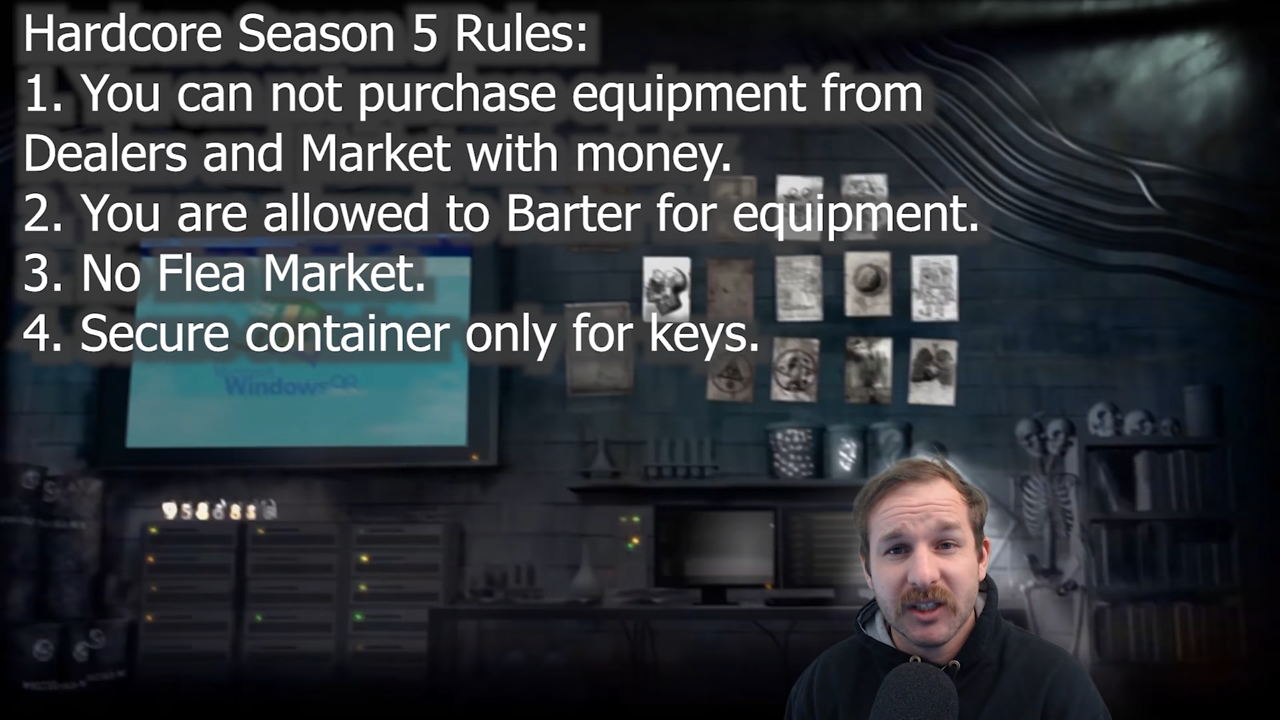 Hardcore Season 5 Rules:
1. You can not purchase equipment from
Dealers and Market with money.
2. You are allowed to Barter for equipment.
3. No Flea Market.
4. Secure container only for keys.
Windows